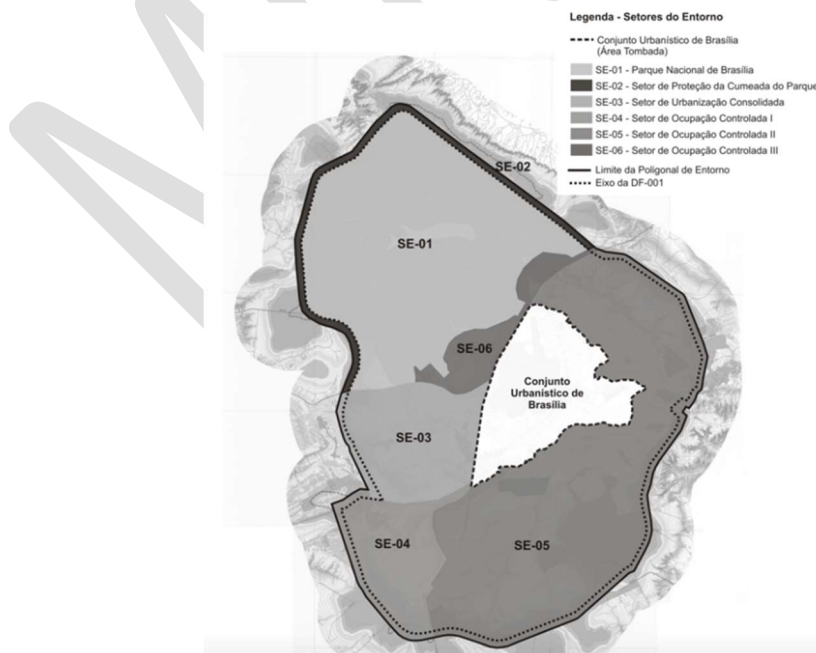 Legenda - Setores do Entorno
Conjunto Urbanístico de Brasília
(Área Tombada)
SE-01 - Parque Nacional de Brasília
SE-02 - Setor de Proteção da Cumeada do Parque
SE-03 - Setor de Urbanização Consolidada
SE-04 - Setor de Ocupação Controlada I
SE-05 - Setor de Ocupação Controlada II
SE-06 - Setor de Ocupação Controlada III
Limite da Poligonal de Entorno
Eixo da DF-001
SE-02
SE-01
SE-06
Conjunto
Urbanístico de
Brasília
SE-03
SE-04
SE-05